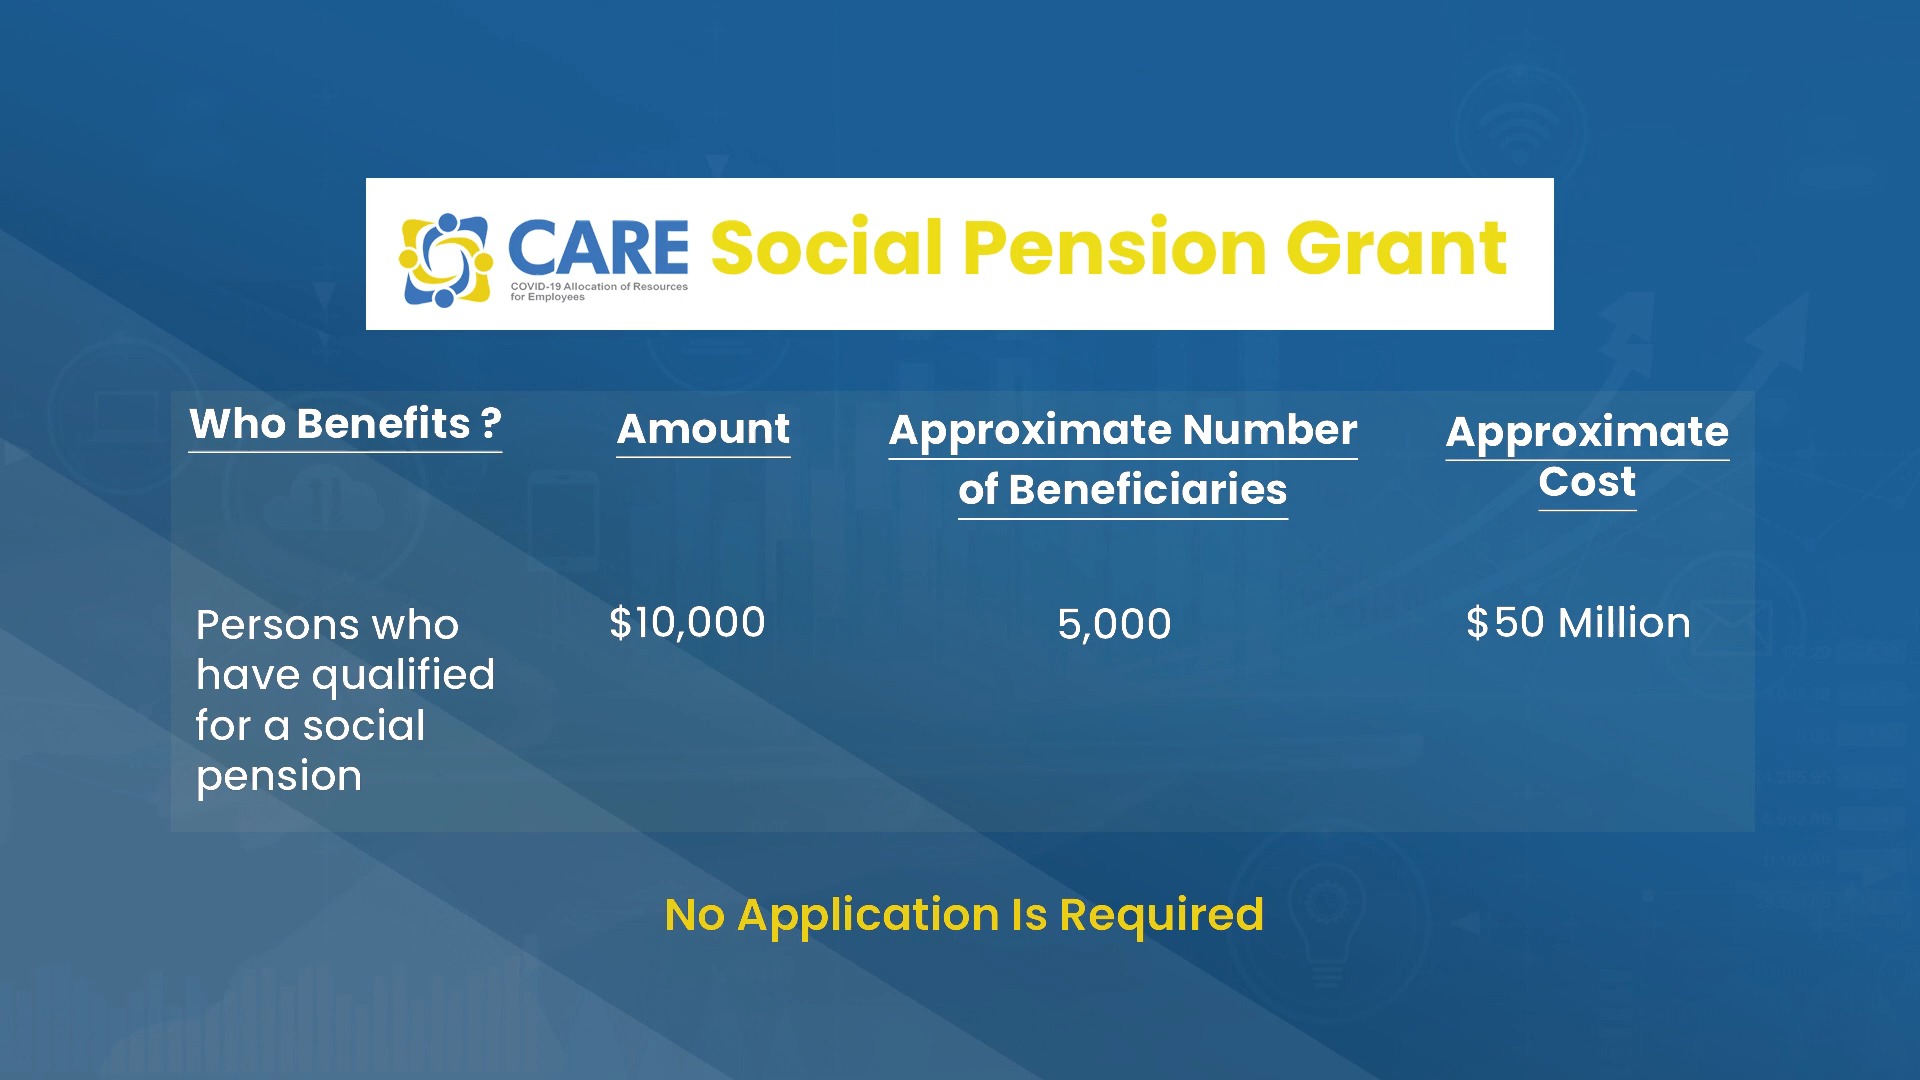 CARE Social Pension Grant
COVID-19 Allocation of Resources
for Employees
Who Benefits ?
Amount
Approximate Number
of Beneficiaries
Approximate
Cost
Persons who
have qualified
for a social
pension
$10,000
5,000
$50 Million
No Application Is Required